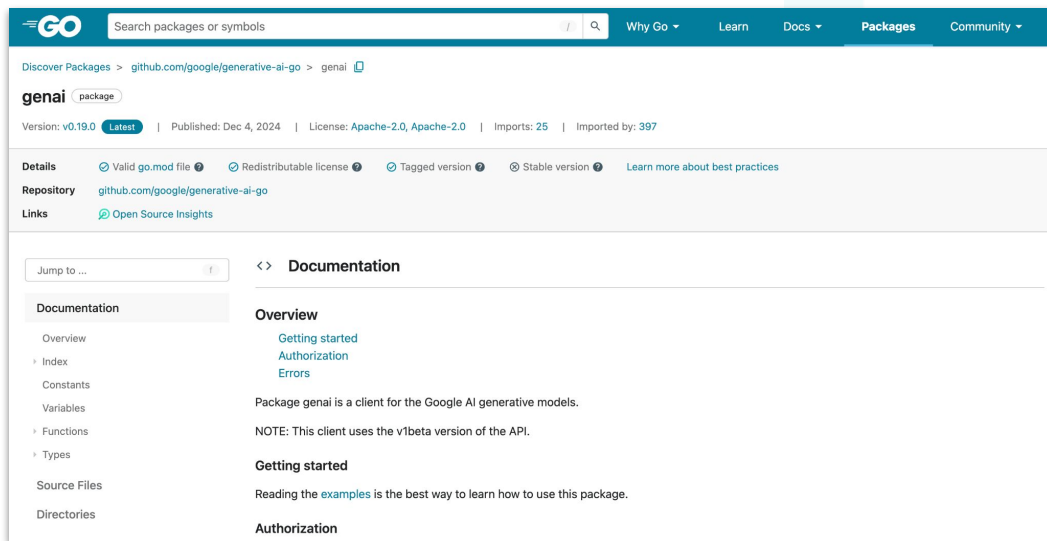 GO
Search packages or symbols /
Why Go Learn Docs Packages Community
Discover Packages > github.com/google/generative-ai-go > genai
genai package
Version: v0.19.0 Latest | Published: Dec 4, 2024 | License: Apache-2.0, Apache-2.0 | Imports: 25 | Imported by: 397
Details Valid go.mod file Redistributable license Tagged version Stable version Learn more about best practices
Repository github.com/google/generative-ai-go
Links Open Source Insights
Jump to ... f
Documentation
Overview
Index
Constants
Variables
Functions
Types
Source Files
Directories
<> Documentation
Overview
Getting started
Authorization
Errors
Package genai is a client for the Google AI generative models.
NOTE: This client uses the v1beta version of the API.
Getting started
Reading the examples is the best way to learn how to use this package.
Authorization